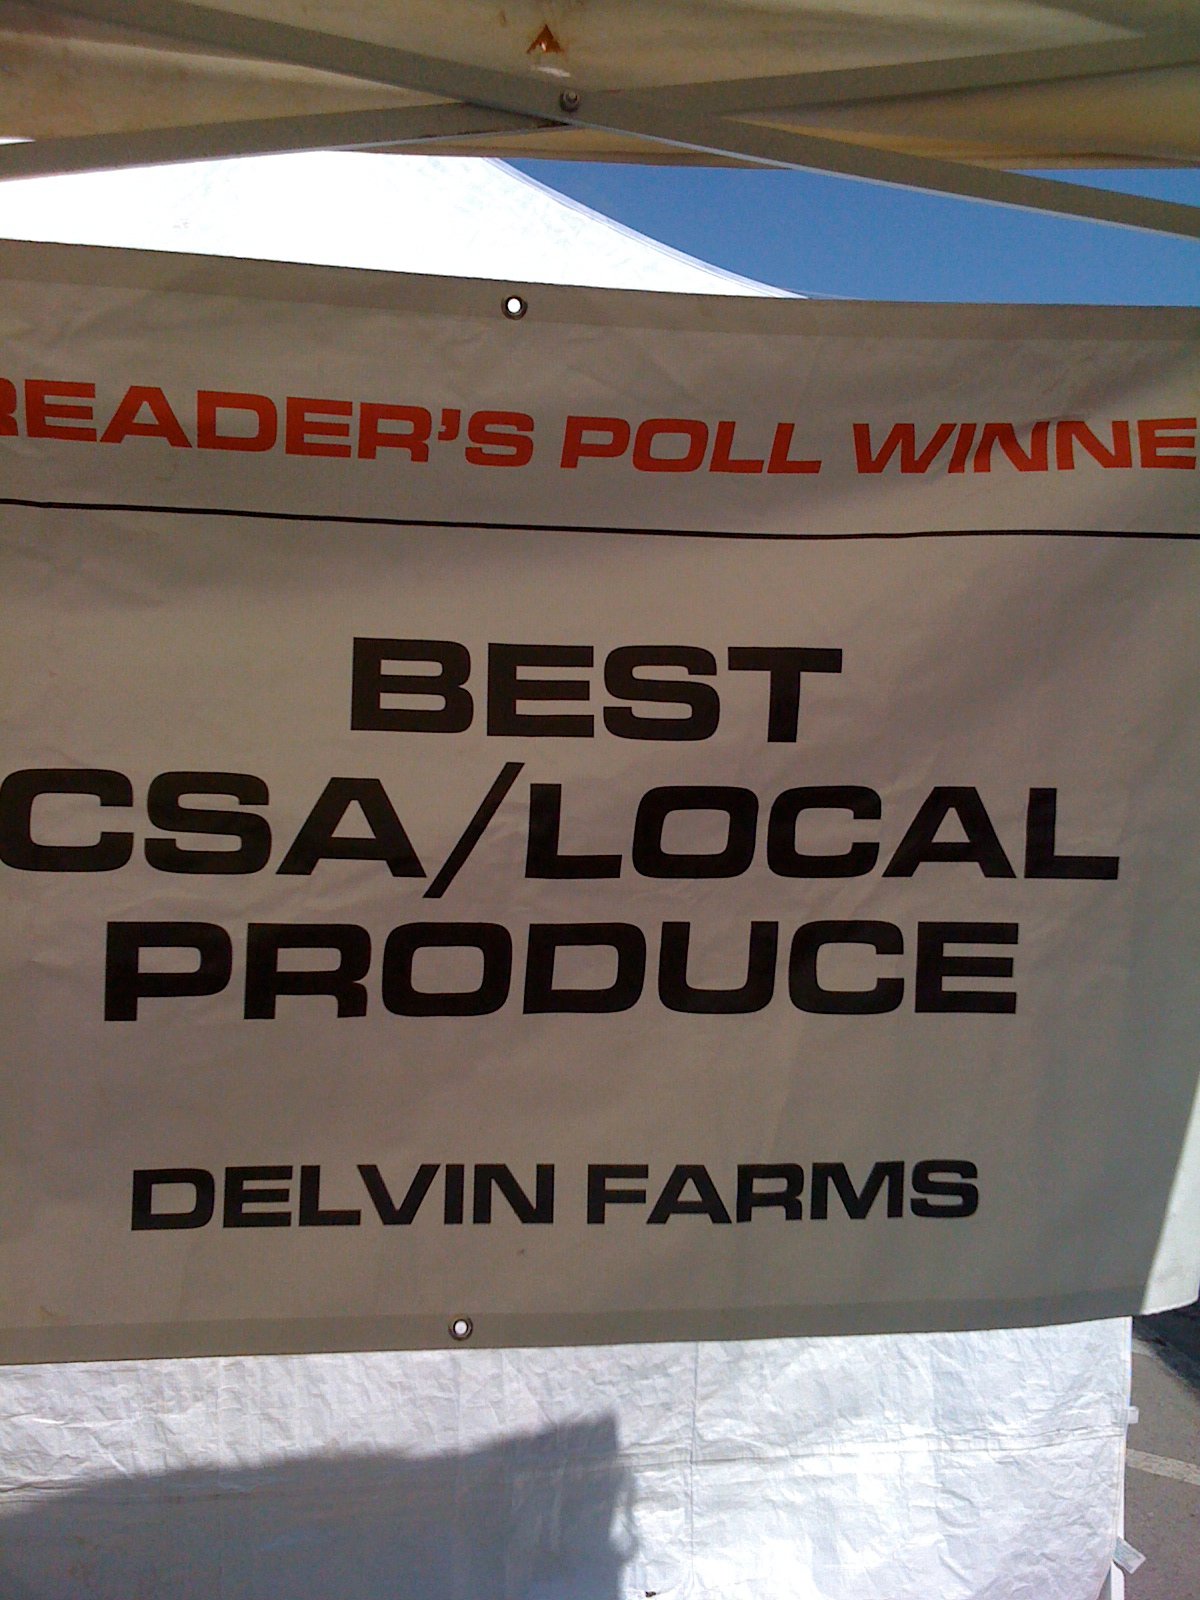 READER'S POLL WINNE
BEST
CSA/LOCAL
PRODUCE
DELVIN FARMS